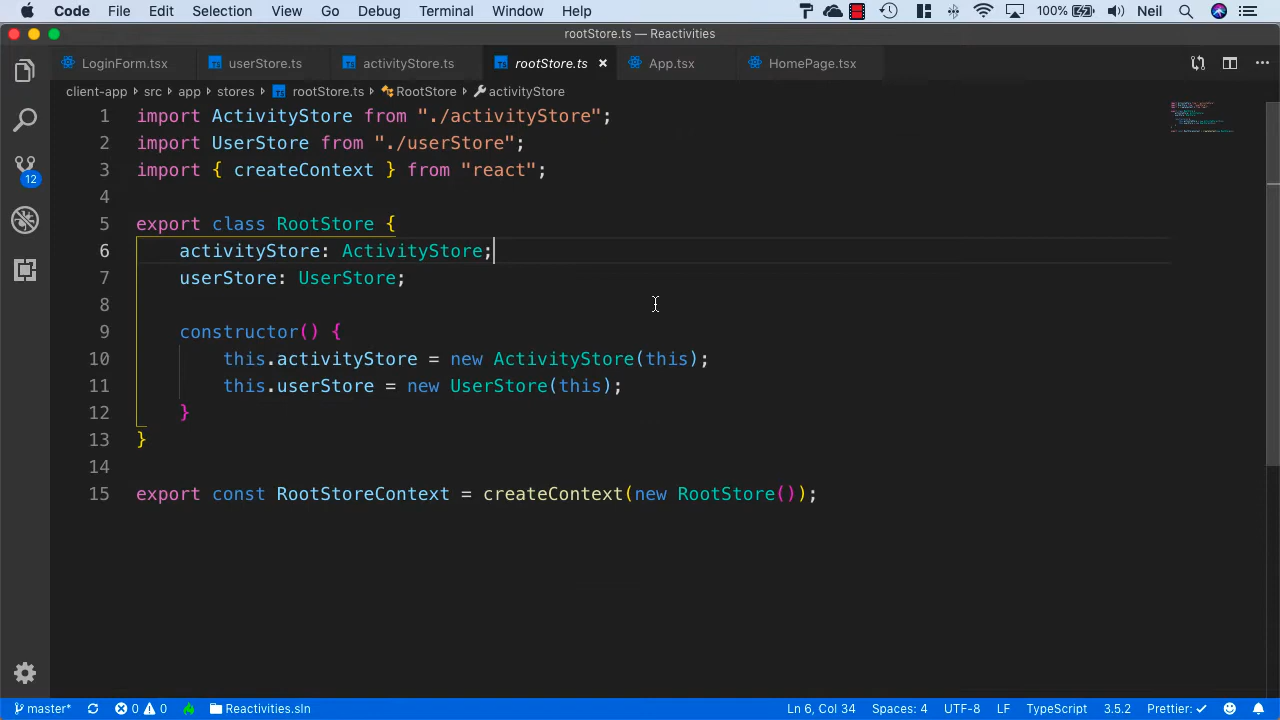 Code File Edit Selection View Go Debug Terminal Window Help 100% Neil
rootStore.ts — Reactivities
LoginForm.tsx userStore.ts activityStore.ts rootStore.ts × App.tsx HomePage.tsx
client-app › src › app › stores › rootStore.ts › RootStore › activityStore
1 import ActivityStore from "./activityStore";
2 import UserStore from "./userStore";
3 import { createContext } from "react";
4
5 export class RootStore {
6 activityStore: ActivityStore;
7 userStore: UserStore;
8
9 constructor() {
10 this.activityStore = new ActivityStore(this);
11 this.userStore = new UserStore(this);
12 }
13 }
14
15 export const RootStoreContext = createContext(new RootStore());
12
master* 0 0 Reactivities.sln Ln 6, Col 34 Spaces: 4 UTF-8 LF TypeScript 3.5.2 Prettier: ✓